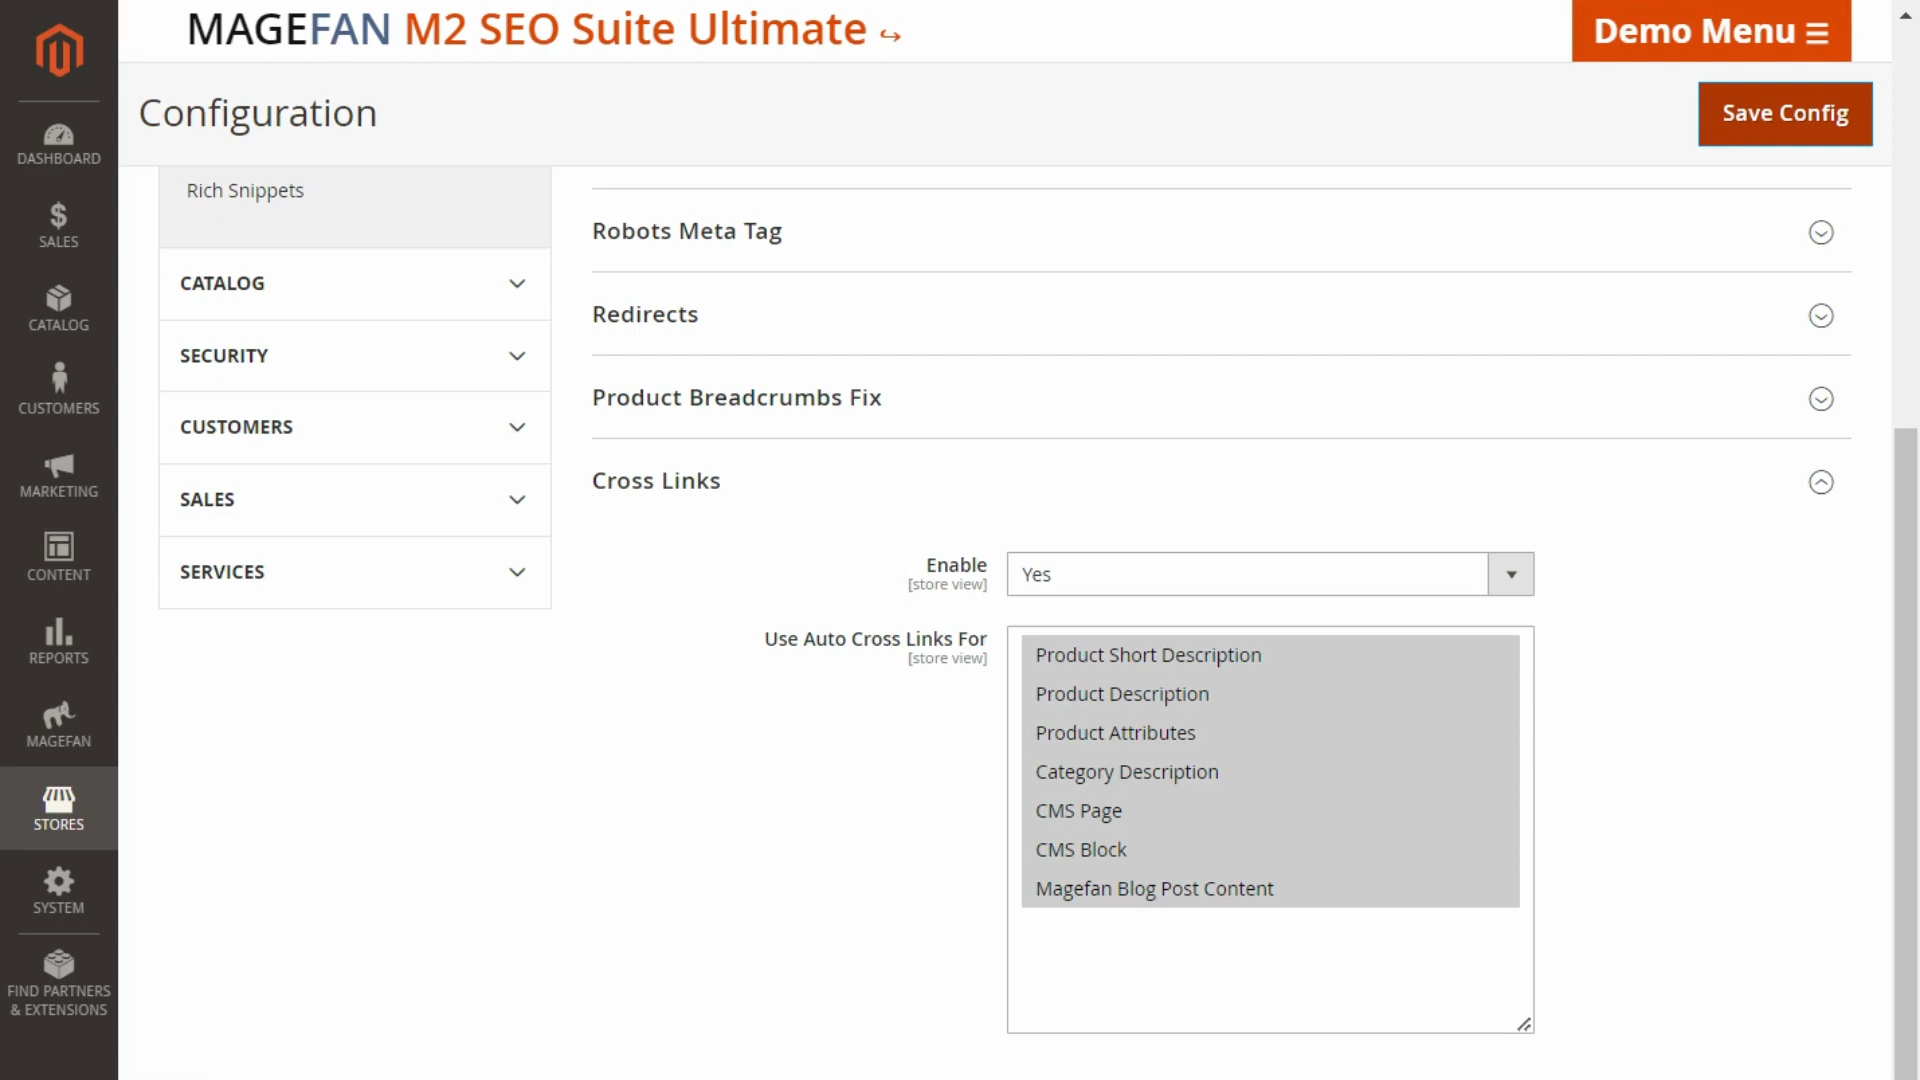 MAGEFAN M2 SEO Suite Ultimate ↪
Demo Menu ☰
Configuration
Save Config
DASHBOARD
SALES
CATALOG
CUSTOMERS
MARKETING
CONTENT
REPORTS
MAGEFAN
STORES
SYSTEM
FIND PARTNERS
& EXTENSIONS
Rich Snippets
CATALOG
SECURITY
CUSTOMERS
SALES
SERVICES
Robots Meta Tag
Redirects
Product Breadcrumbs Fix
Cross Links
Enable
[store view]
Yes
Use Auto Cross Links For
[store view]
Product Short Description
Product Description
Product Attributes
Category Description
CMS Page
CMS Block
Magefan Blog Post Content